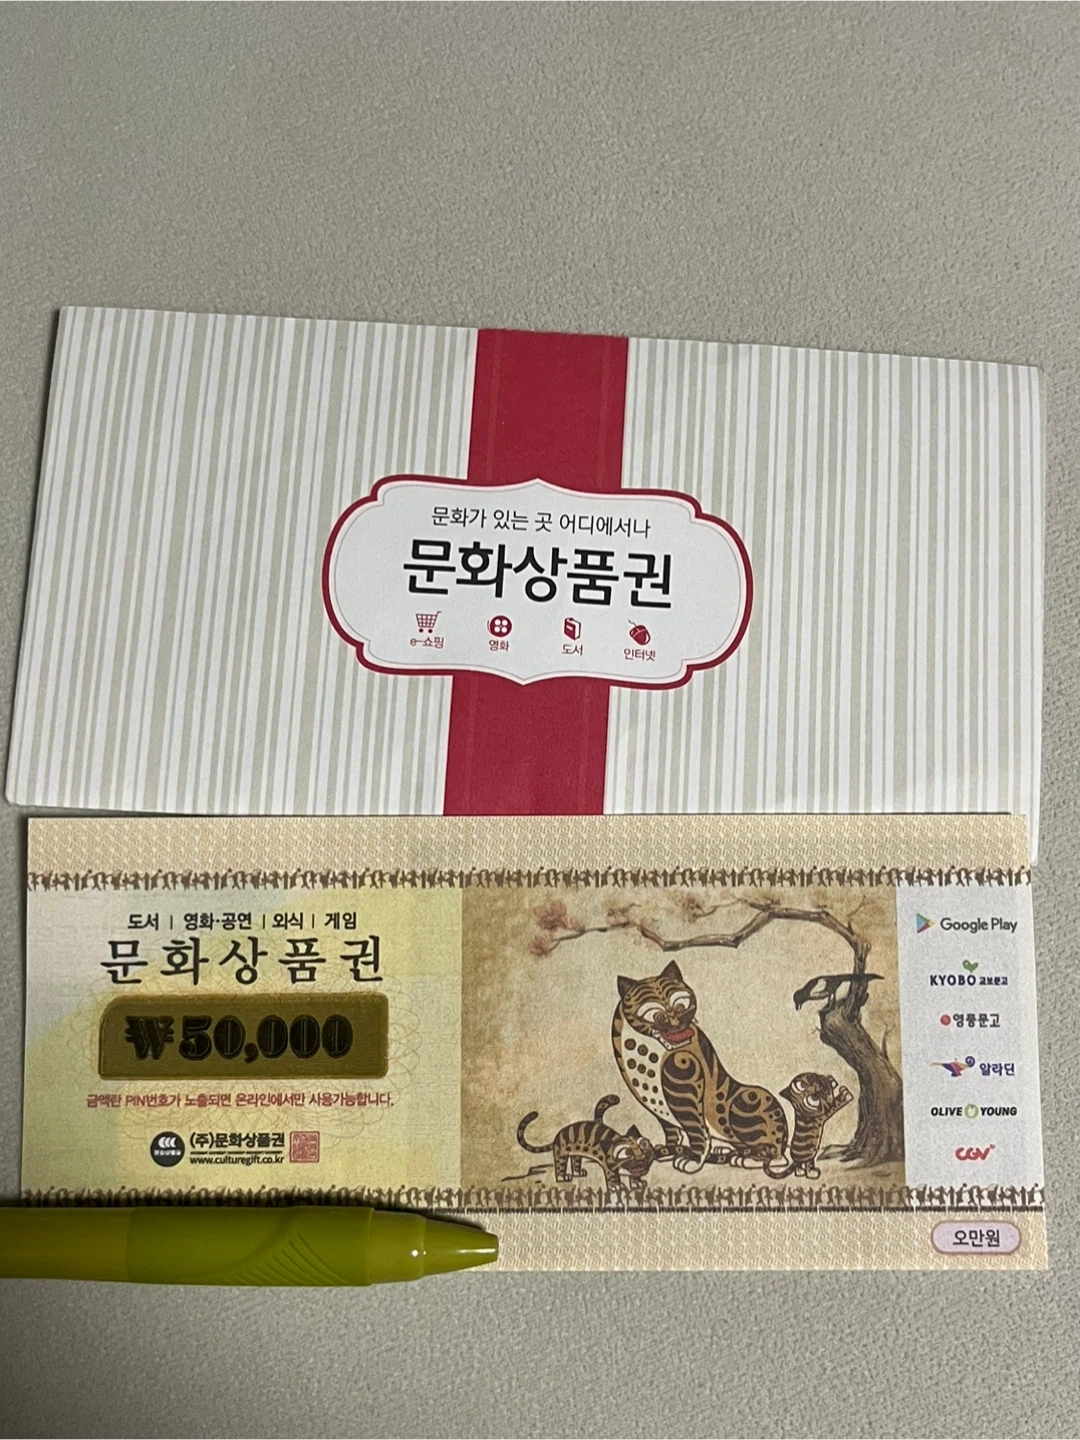 문화가 있는 곳 어디에서나
문화상품권
e-쇼핑 영화 도서 인터넷
도서 | 영화·공연 | 외식 | 게임
문화상품권
₩50,000
금액란 PIN번호가 노출되면 온라인에서만 사용가능합니다.
(주)문화상품권
www.culturegift.co.kr
Google Play
KYOBO 교보문고
영풍문고
알라딘
OLIVE YOUNG
CGV
오만원